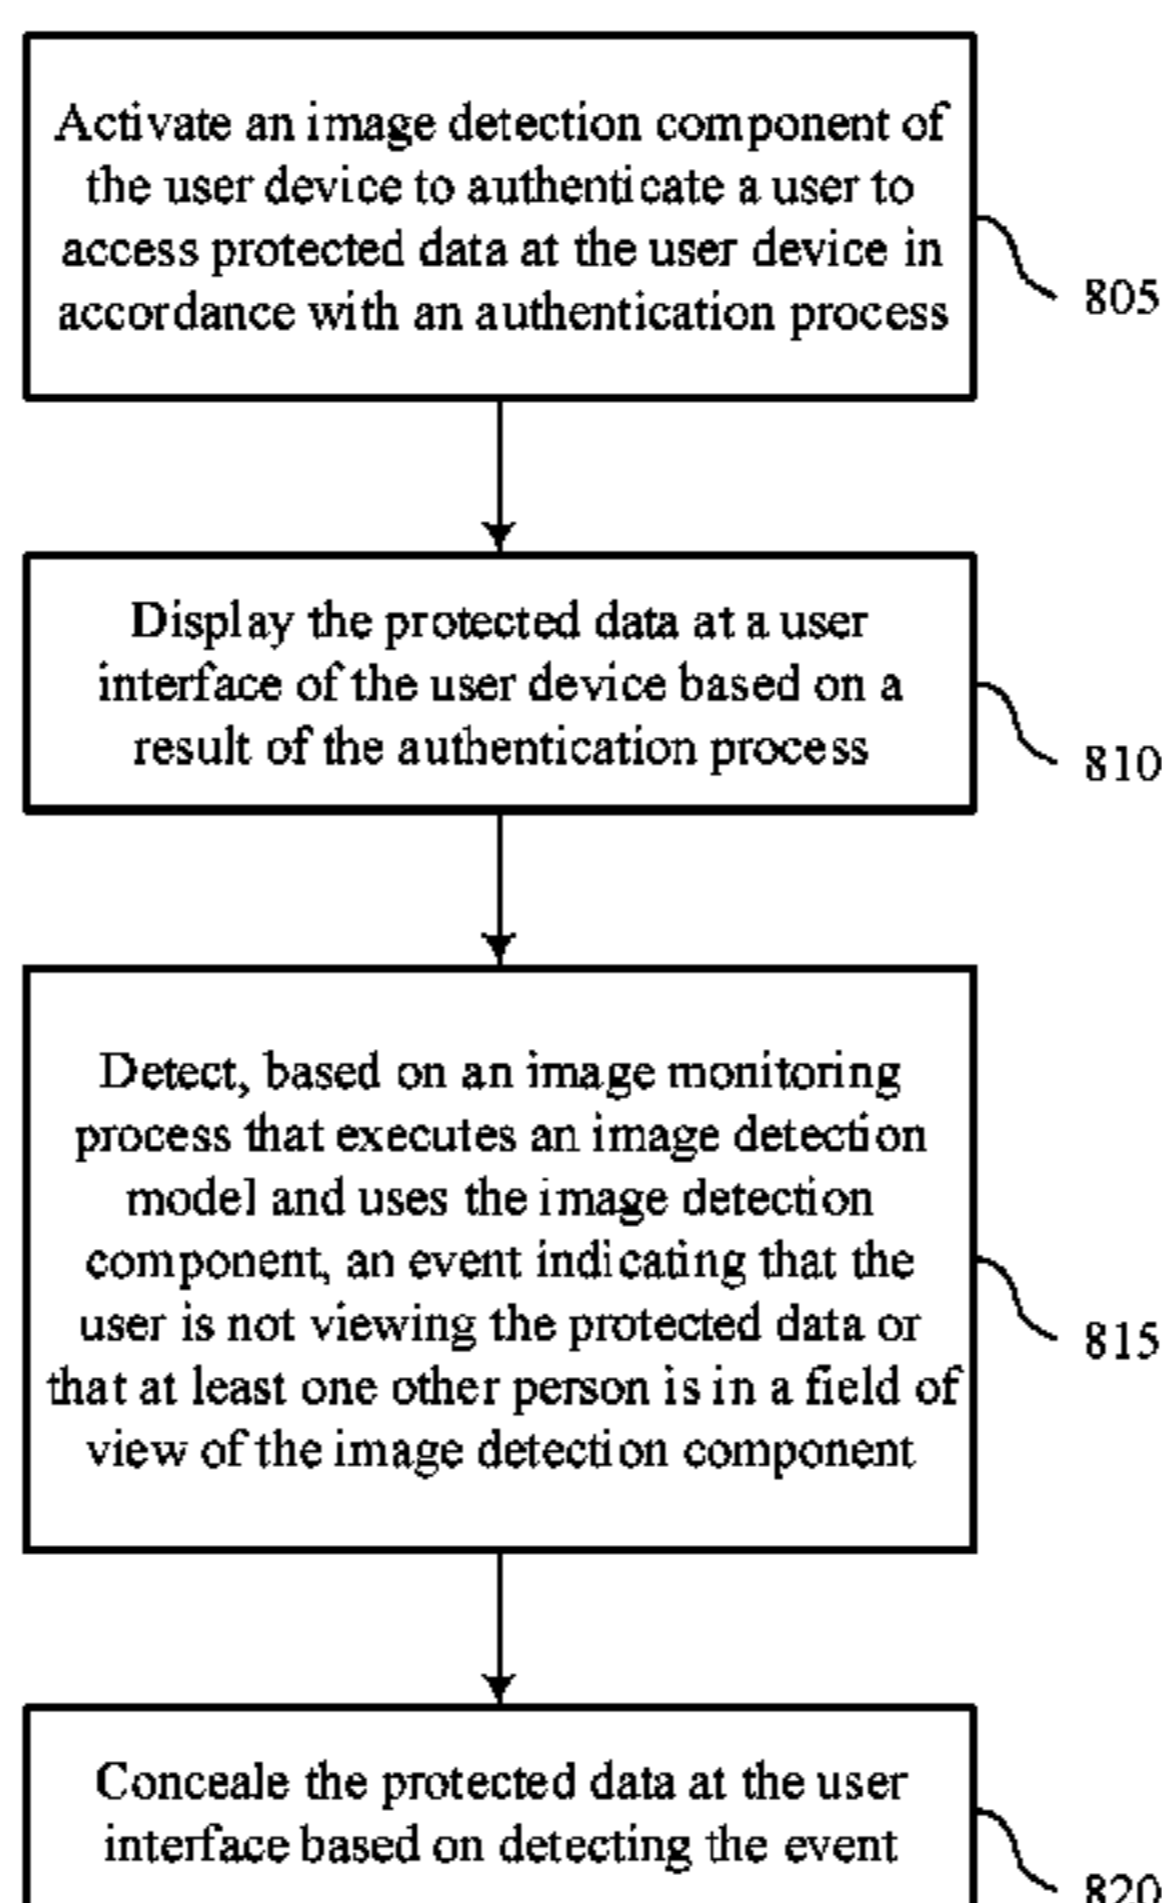 Activate an image detection component of
the user device to authenticate a user to
access protected data at the user device in
accordance with an authentication process
805
Display the protected data at a user
interface of the user device based on a
result of the authentication process
810
Detect, based on an image monitoring
process that executes an image detection
model and uses the image detection
component, an event indicating that the
user is not viewing the protected data or
that at least one other person is in a field of
view of the image detection component
815
Conceale the protected data at the user
interface based on detecting the event
820